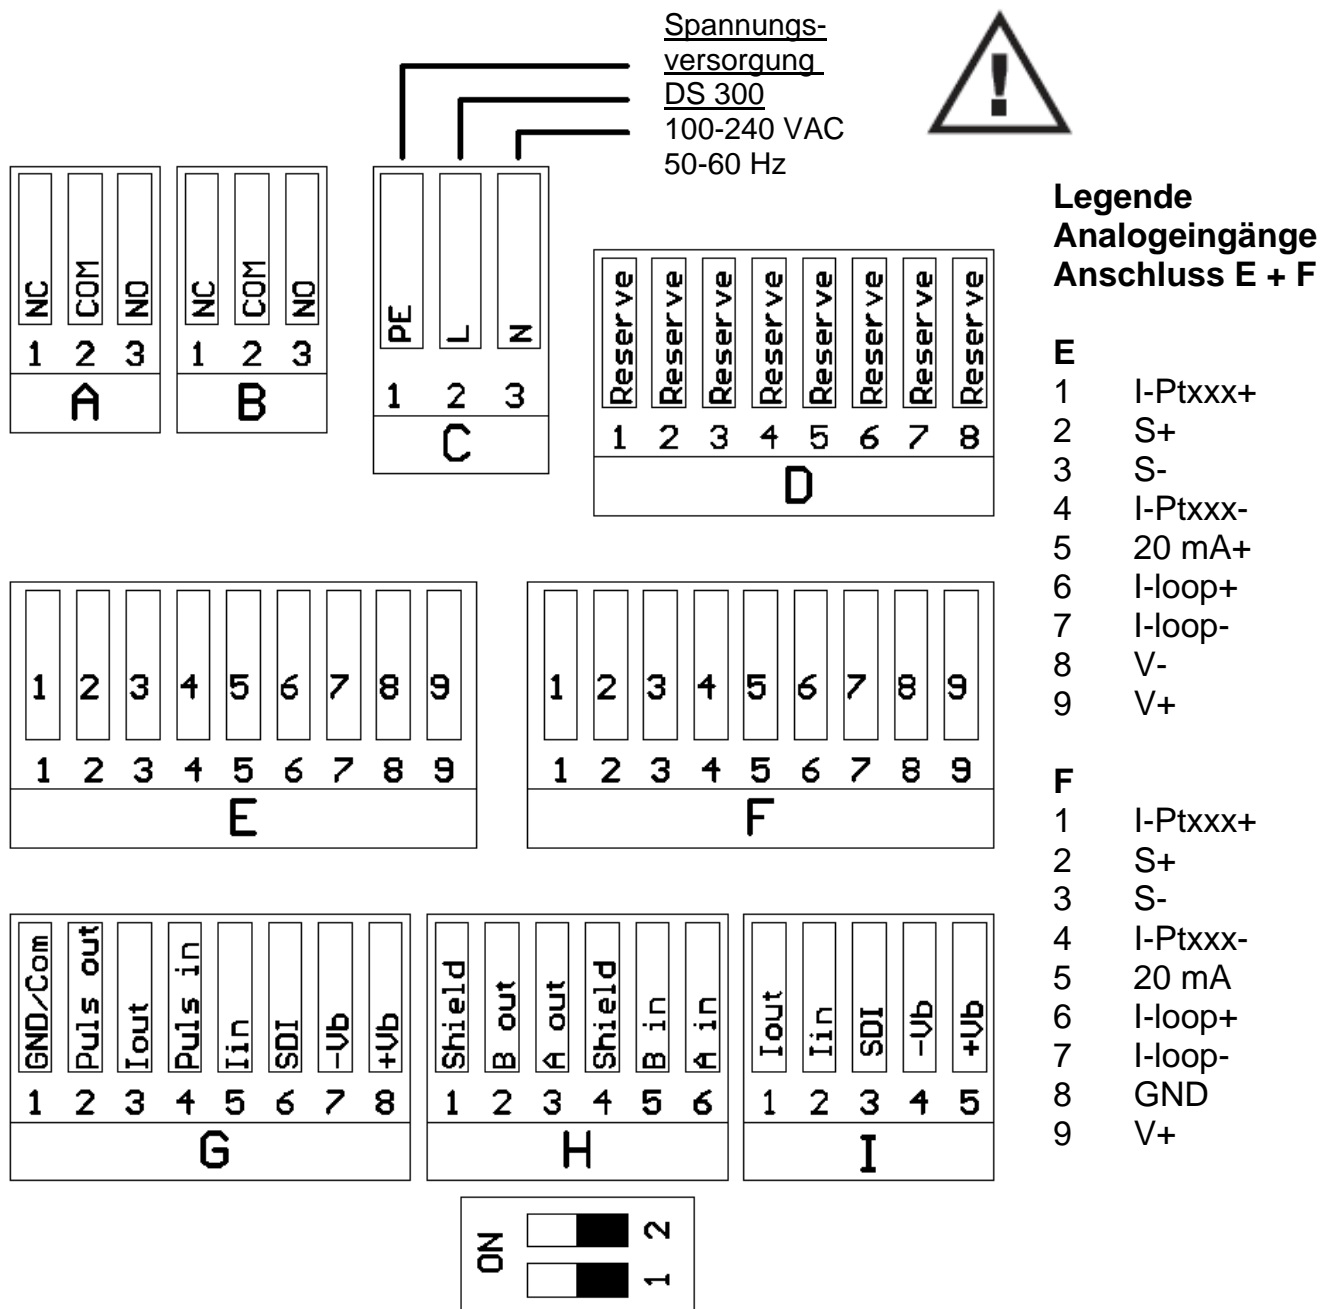 Spannungs-
versorgung
DS 300
100-240 VAC
50-60 Hz
NC COM NO
1 2 3
A
NC COM NO
1 2 3
B
PE L N
1 2 3
C
Reserve Reserve Reserve Reserve Reserve Reserve Reserve Reserve
1 2 3 4 5 6 7 8
D
1 2 3 4 5 6 7 8 9
1 2 3 4 5 6 7 8 9
E
1 2 3 4 5 6 7 8 9
1 2 3 4 5 6 7 8 9
F
GND/Com Puls out Iout Puls in Iin SDI -Vb +Vb
1 2 3 4 5 6 7 8
G
Shield B out A out Shield B in A in
1 2 3 4 5 6
H
Iout Iin SDI -Vb +Vb
1 2 3 4 5
I
ON
2
1
Legende
Analogeingänge
Anschluss E + F
E
1 I-Ptxxx+
2 S+
3 S-
4 I-Ptxxx-
5 20 mA+
6 I-loop+
7 I-loop-
8 V-
9 V+
F
1 I-Ptxxx+
2 S+
3 S-
4 I-Ptxxx-
5 20 mA
6 I-loop+
7 I-loop-
8 GND
9 V+